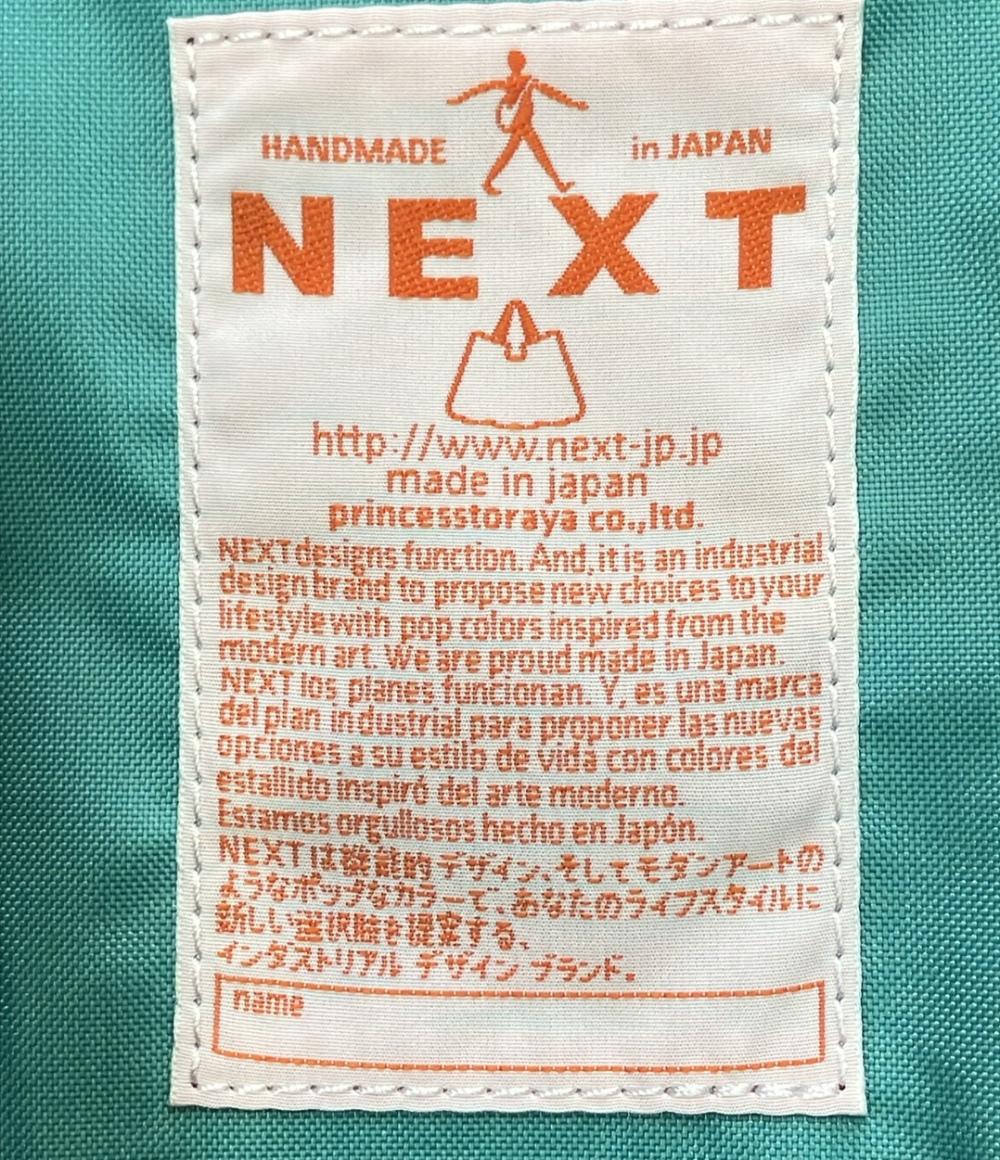 HANDMADE in JAPAN
NEXT
http://www.next-jp.jp
made in japan
princesstoraya co.,ltd.
NEXT designs function. And, it is an industrial
design brand to propose new choices to your
lifestyle with pop colors inspired from the
modern art. We are proud made in Japan.
NEXT los planes funcionan. Y, es una marca
del plan industrial para proponer las nuevas
opciones a su estilo de vida con colores del
estallido inspiró del arte moderno.
Estamos orgullosos hecho en Japón.
NEXTは機能的デザイン、そしてモダンアートの
ようなポップなカラーで、あなたのライフスタイルに
新しい選択肢を提案する、
インダストリアル デザイン ブランド。
name